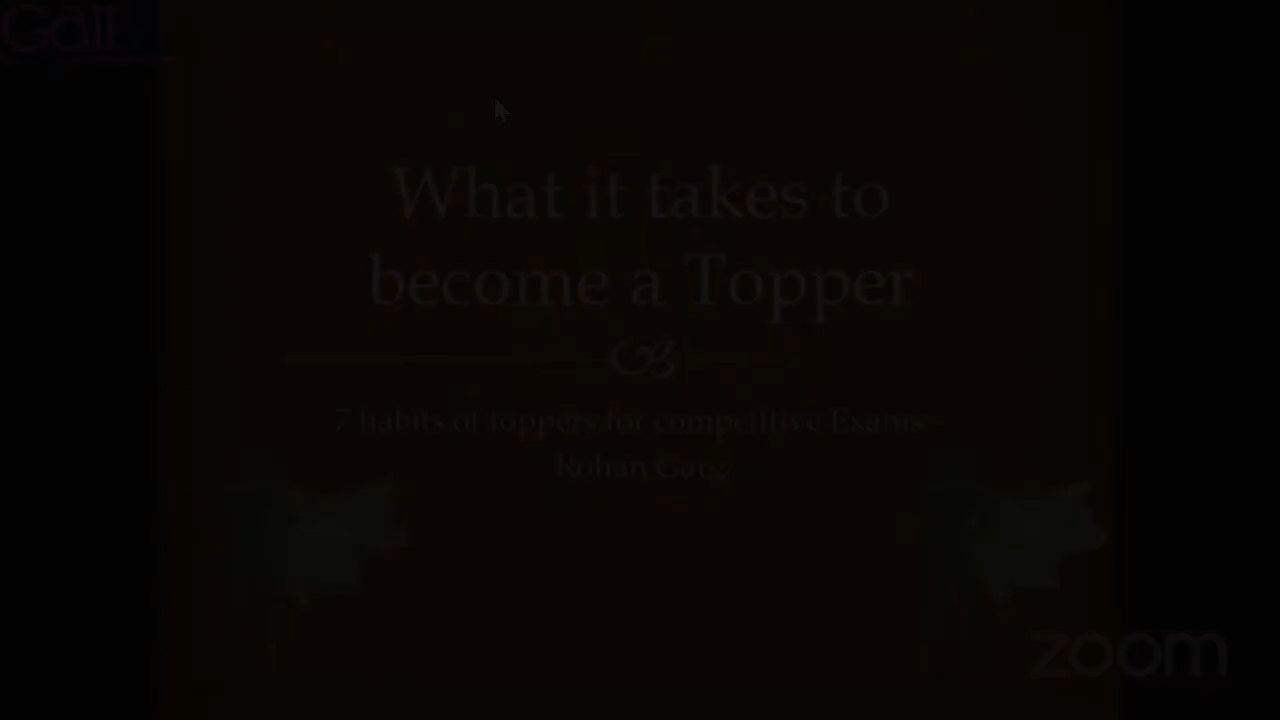 What it takes to
become a Topper
7 habits of toppers for competitive Exams
Rohan Garg
zoom